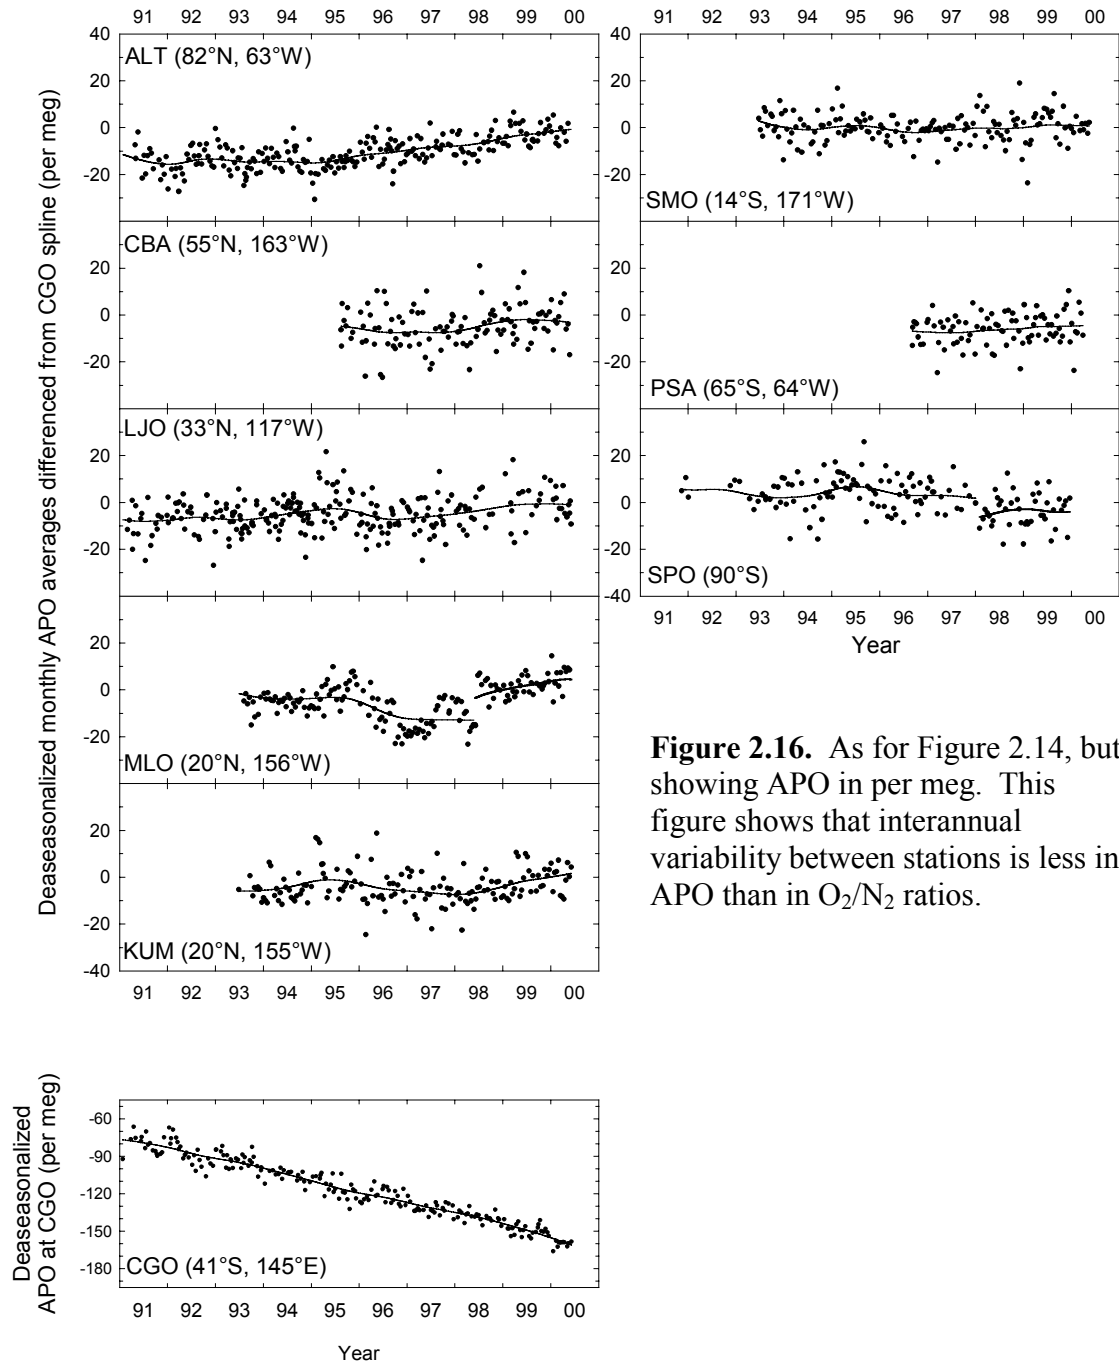 91 92 93 94 95 96 97 98 99 00
91 92 93 94 95 96 97 98 99 00
Deaseasonalized monthly APO averages differenced from CGO spline (per meg)
40
20
0
-20
ALT (82°N, 63°W)
20
0
-20
CBA (55°N, 163°W)
20
0
-20
LJO (33°N, 117°W)
20
0
-20
MLO (20°N, 156°W)
20
0
-20
-40
KUM (20°N, 155°W)
91 92 93 94 95 96 97 98 99 00
40
20
0
-20
SMO (14°S, 171°W)
20
0
-20
PSA (65°S, 64°W)
20
0
-20
-40
SPO (90°S)
91 92 93 94 95 96 97 98 99 00
Year
Figure 2.16. As for Figure 2.14, but
showing APO in per meg. This
figure shows that interannual
variability between stations is less in
APO than in O₂/N₂ ratios.
Deaseasonalized
APO at CGO (per meg)
-60
-90
-120
-150
-180
CGO (41°S, 145°E)
91 92 93 94 95 96 97 98 99 00
Year